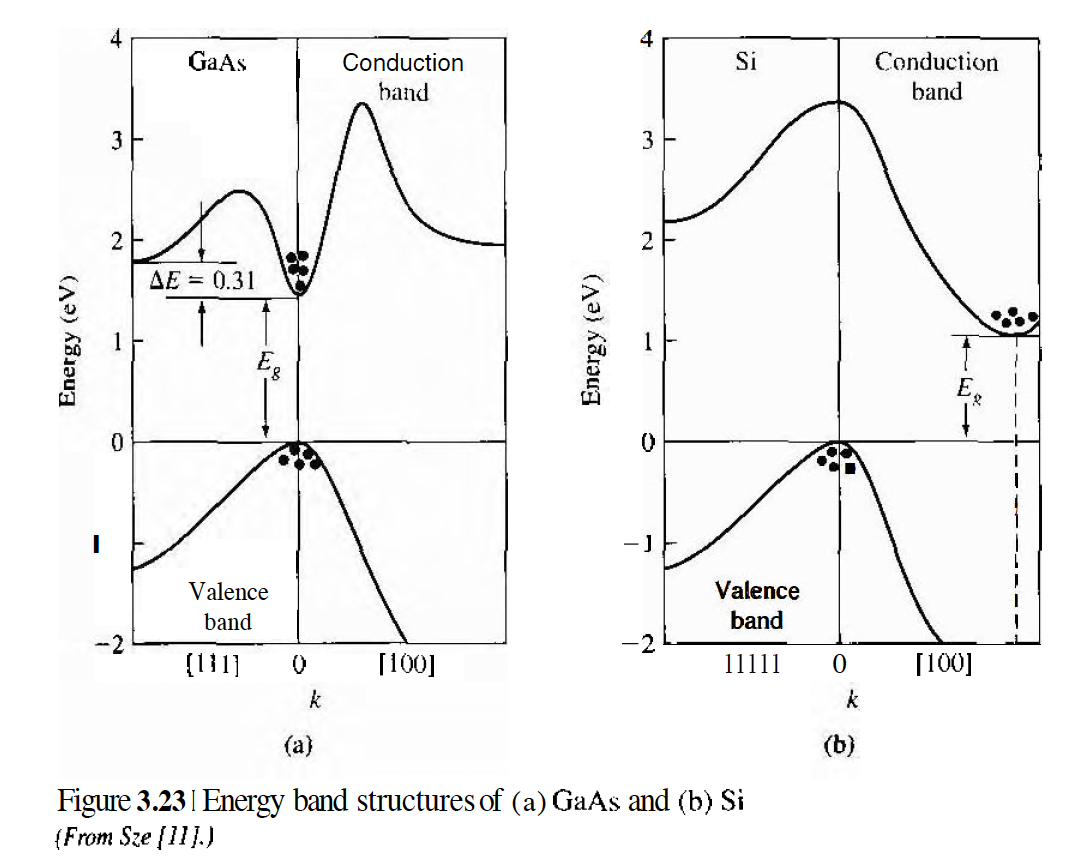 4
GaAs
Conduction
band
3
2
ΔE = 0.31
1
E_g
0
I
Valence
band
−2
[111]
0
[100]
k
Energy (eV)
(a)
4
Si
Conduction
band
3
2
1
E_g
0
−1
Valence
band
−2
11111
0
[100]
k
Energy (eV)
(b)
Figure 3.23 | Energy band structures of (a) GaAs and (b) Si
(From Sze [11].)